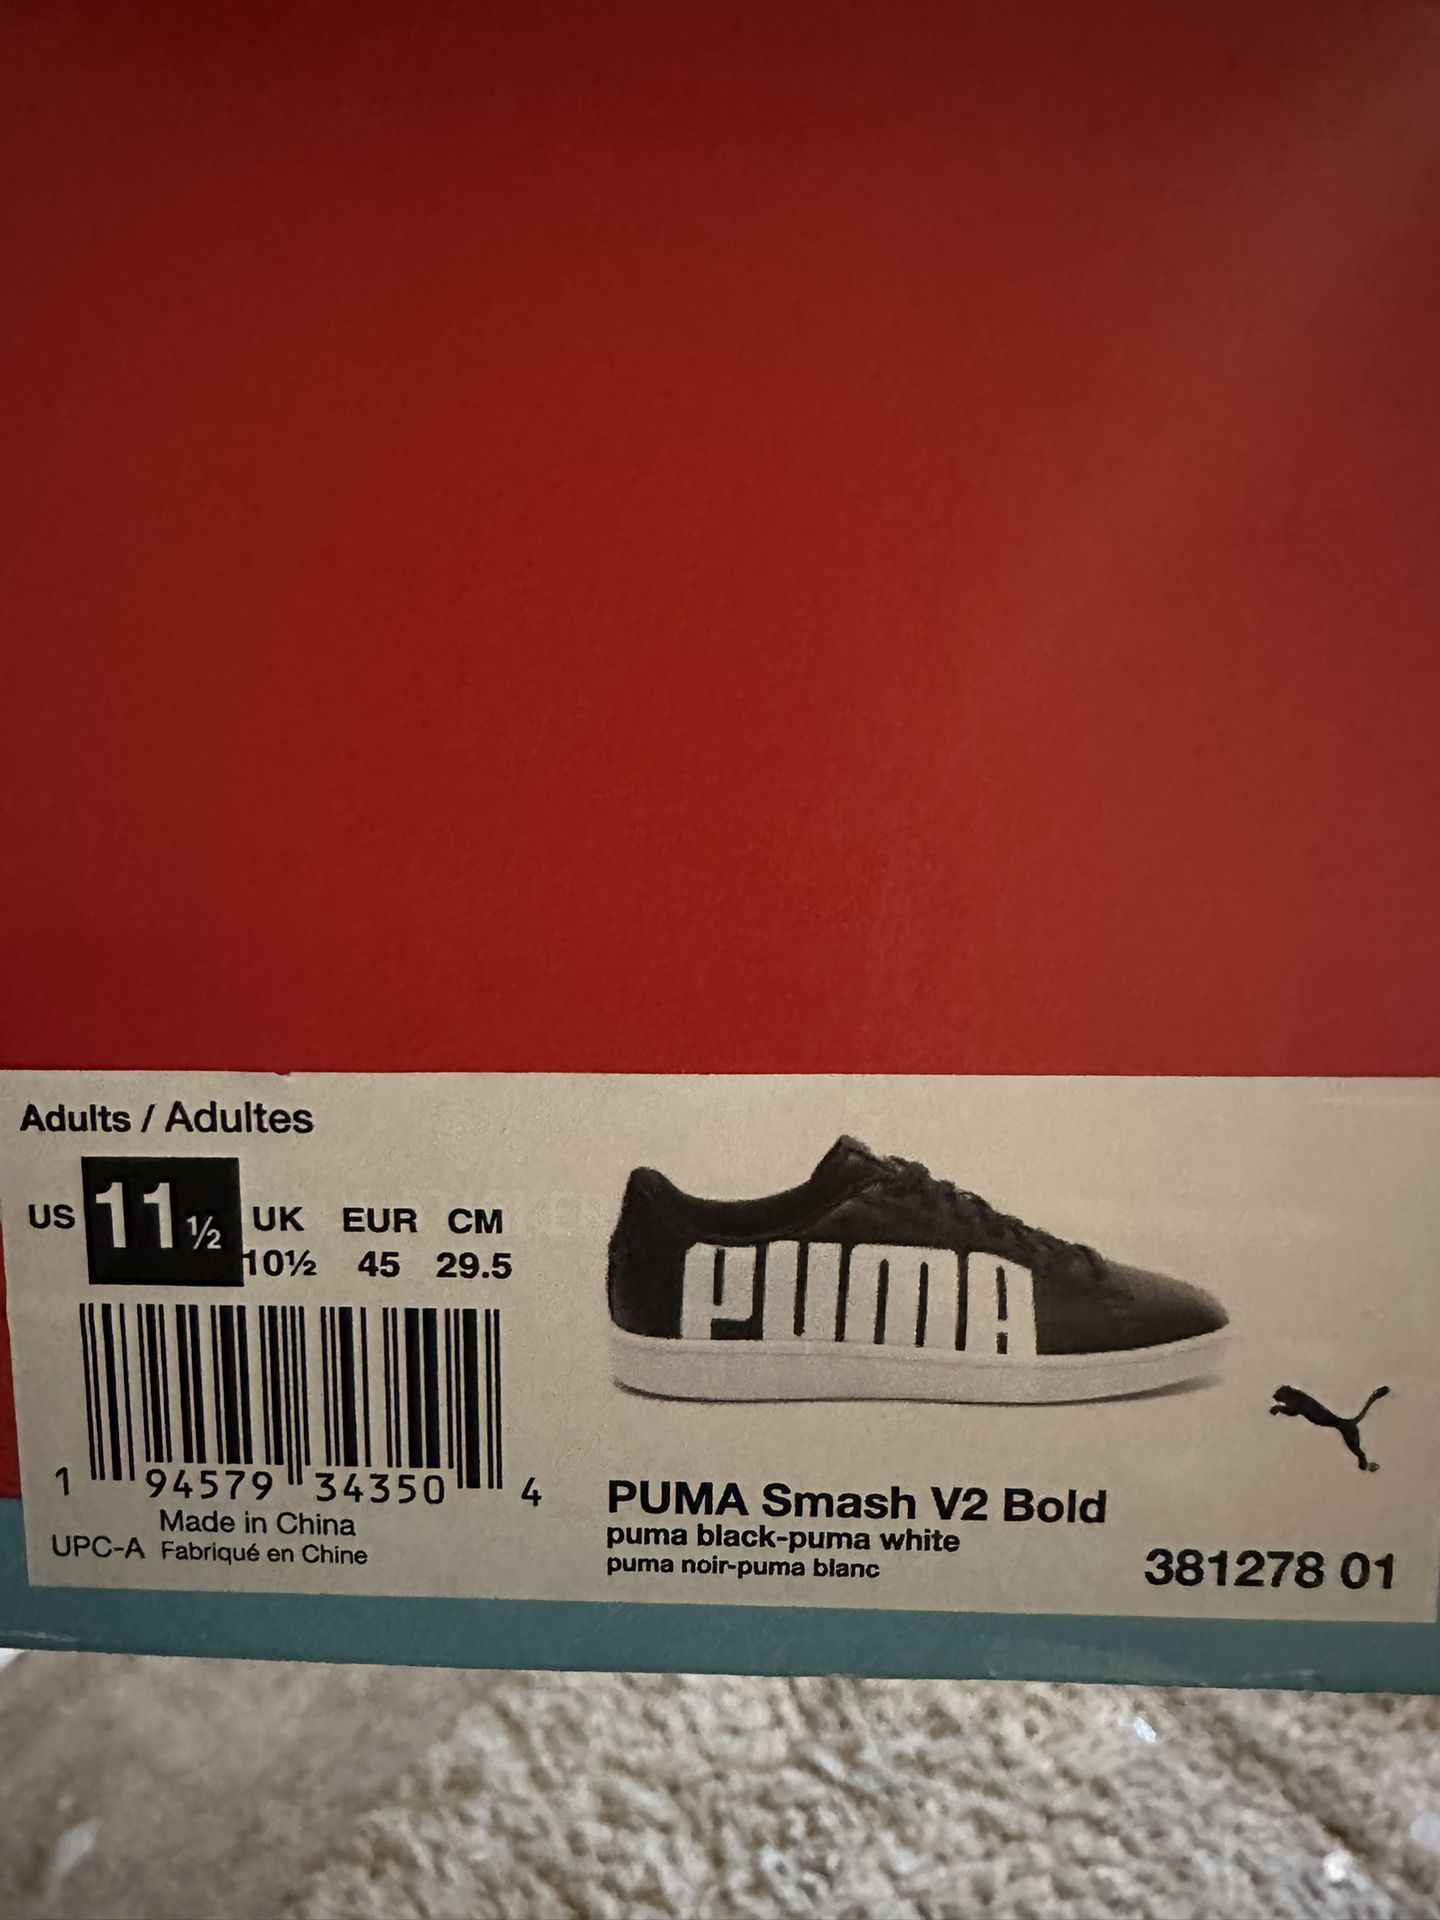 Adults / Adultes
US 11 ½ UK EUR CM
10½ 45 29.5
1 94579 34350 4
Made in China
UPC-A Fabriqué en Chine
PUMA
PUMA Smash V2 Bold
puma black-puma white
puma noir-puma blanc
381278 01